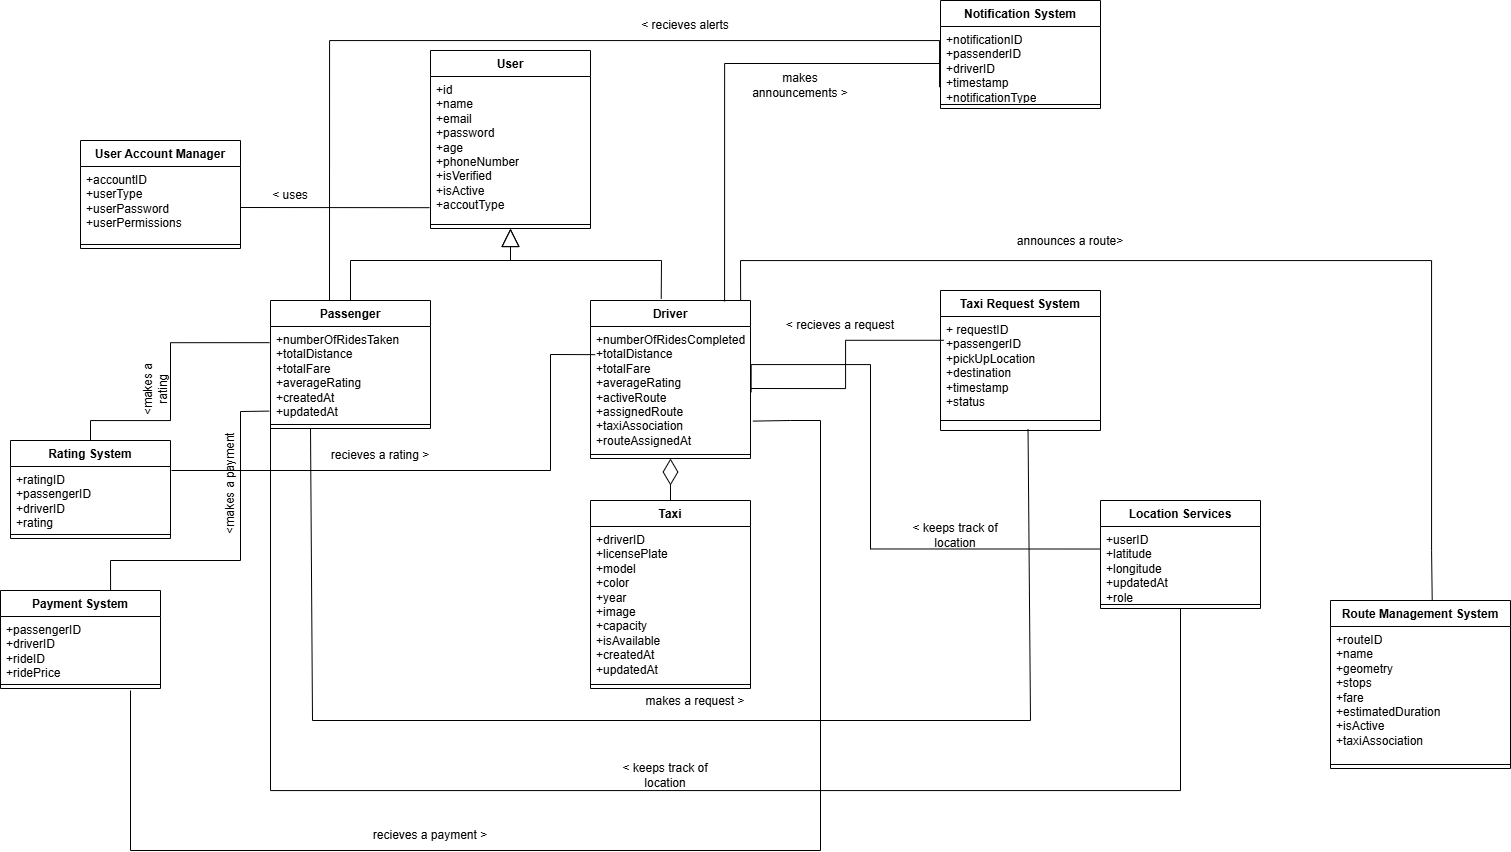 Notification System
+notificationID
+passenderID
+driverID
+timestamp
+notificationType
< recieves alerts
User
+id
+name
+email
+password
+age
+phoneNumber
+isVerified
+isActive
+accoutType
makes
announcements >
User Account Manager
+accountID
+userType
+userPassword
+userPermissions
< uses
announces a route>
Passenger
+numberOfRidesTaken
+totalDistance
+totalFare
+averageRating
+createdAt
+updatedAt
Driver
+numberOfRidesCompleted
+totalDistance
+totalFare
+averageRating
+activeRoute
+assignedRoute
+taxiAssociation
+routeAssignedAt
< recieves a request
Taxi Request System
+ requestID
+passengerID
+pickUpLocation
+destination
+timestamp
+status
<makes a
rating
<makes a payment
Rating System
+ratingID
+passengerID
+driverID
+rating
recieves a rating >
Taxi
+driverID
+licensePlate
+model
+color
+year
+image
+capacity
+isAvailable
+createdAt
+updatedAt
< keeps track of
location
Location Services
+userID
+latitude
+longitude
+updatedAt
+role
Payment System
+passengerID
+driverID
+rideID
+ridePrice
Route Management System
+routeID
+name
+geometry
+stops
+fare
+estimatedDuration
+isActive
+taxiAssociation
makes a request >
< keeps track of
location
recieves a payment >